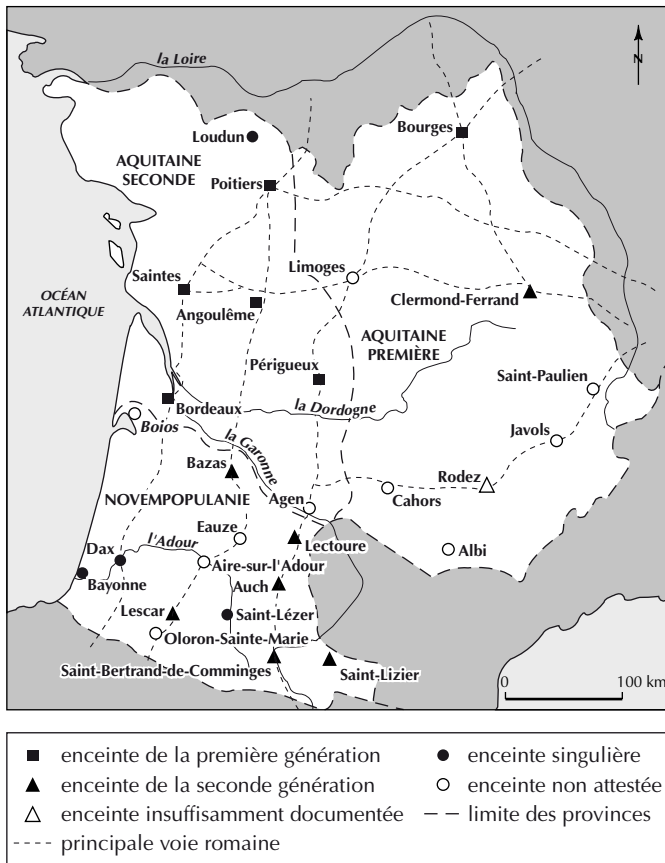 la Loire
N
Loudun
Bourges
AQUITAINE
SECONDE
Poitiers
Saintes
Limoges
OCÉAN
ATLANTIQUE
Angoulême
Clermond-Ferrand
AQUITAINE
PREMIÈRE
Périgueux
Saint-Paulien
Bordeaux
la Dordogne
Boios
la Garonne
Javols
Bazas
Rodez
NOVEMPOPULANIE
Agen
Cahors
Eauze
Lectoure
Dax
l'Adour
Albi
Bayonne
Aire-sur-l'Adour
Auch
Lescar
Saint-Lézer
Oloron-Sainte-Marie
Saint-Bertrand-de-Comminges
Saint-Lizier
0 100 km
enceinte de la première génération
enceinte singulière
enceinte de la seconde génération
enceinte non attestée
enceinte insuffisamment documentée
limite des provinces
principale voie romaine